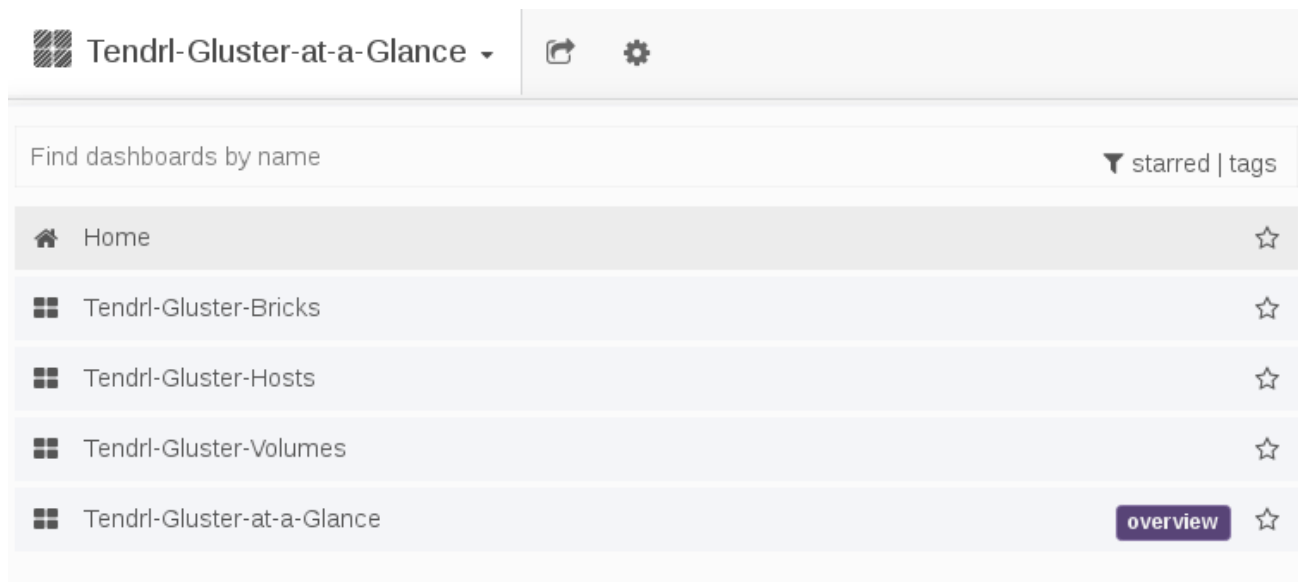 Tendrl-Gluster-at-a-Glance
Find dashboards by name
starred | tags
Home
Tendrl-Gluster-Bricks
Tendrl-Gluster-Hosts
Tendrl-Gluster-Volumes
Tendrl-Gluster-at-a-Glance
overview